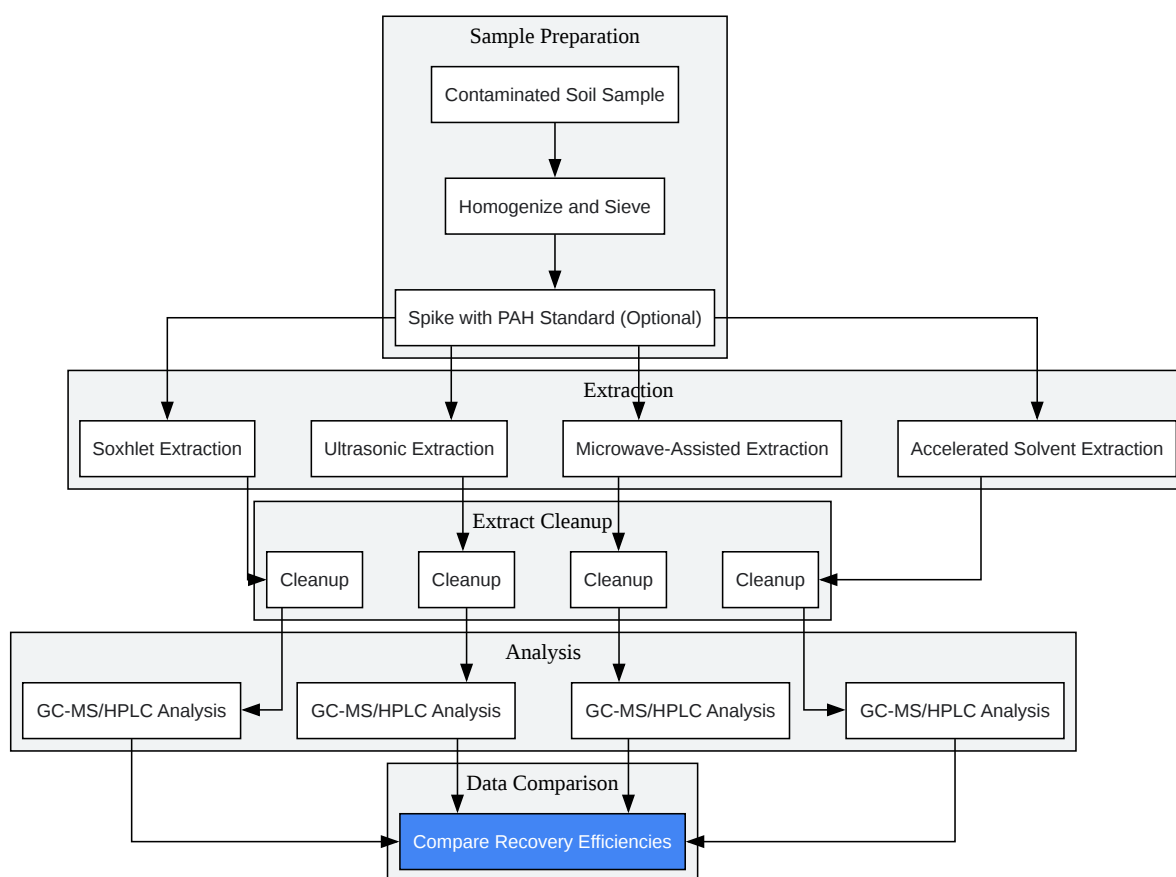 Sample Preparation
Contaminated Soil Sample
Homogenize and Sieve
Spike with PAH Standard (Optional)
Extraction
Soxhlet Extraction
Ultrasonic Extraction
Microwave-Assisted Extraction
Accelerated Solvent Extraction
Extract Cleanup
Cleanup
Cleanup
Cleanup
Cleanup
Analysis
GC-MS/HPLC Analysis
GC-MS/HPLC Analysis
GC-MS/HPLC Analysis
GC-MS/HPLC Analysis
Data Comparison
Compare Recovery Efficiencies